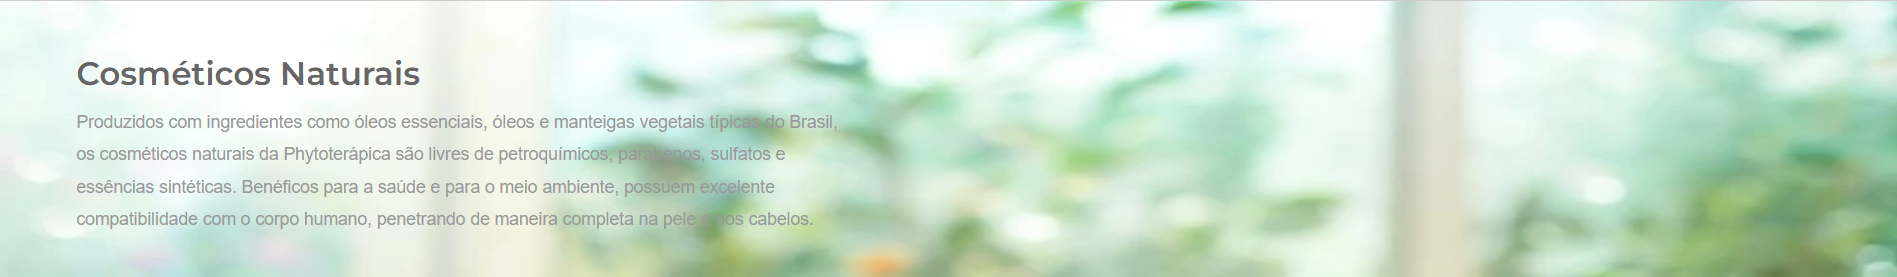 Cosméticos Naturais
Produzidos com ingredientes como óleos essenciais, óleos e manteigas vegetais típicas do Brasil,
os cosméticos naturais da Phytoterápica são livres de petroquímicos, parabenos, sulfatos e
essências sintéticas. Benéficos para a saúde e para o meio ambiente, possuem excelente
compatibilidade com o corpo humano, penetrando de maneira completa na pele e nos cabelos.